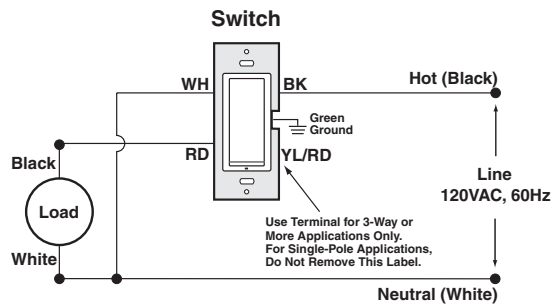 Switch
WH
BK
Hot (Black)
Green
Ground
RD
YL/RD
Black
Line
120VAC, 60Hz
Load
Use Terminal for 3-Way or
More Applications Only.
For Single-Pole Applications,
Do Not Remove This Label.
White
Neutral (White)